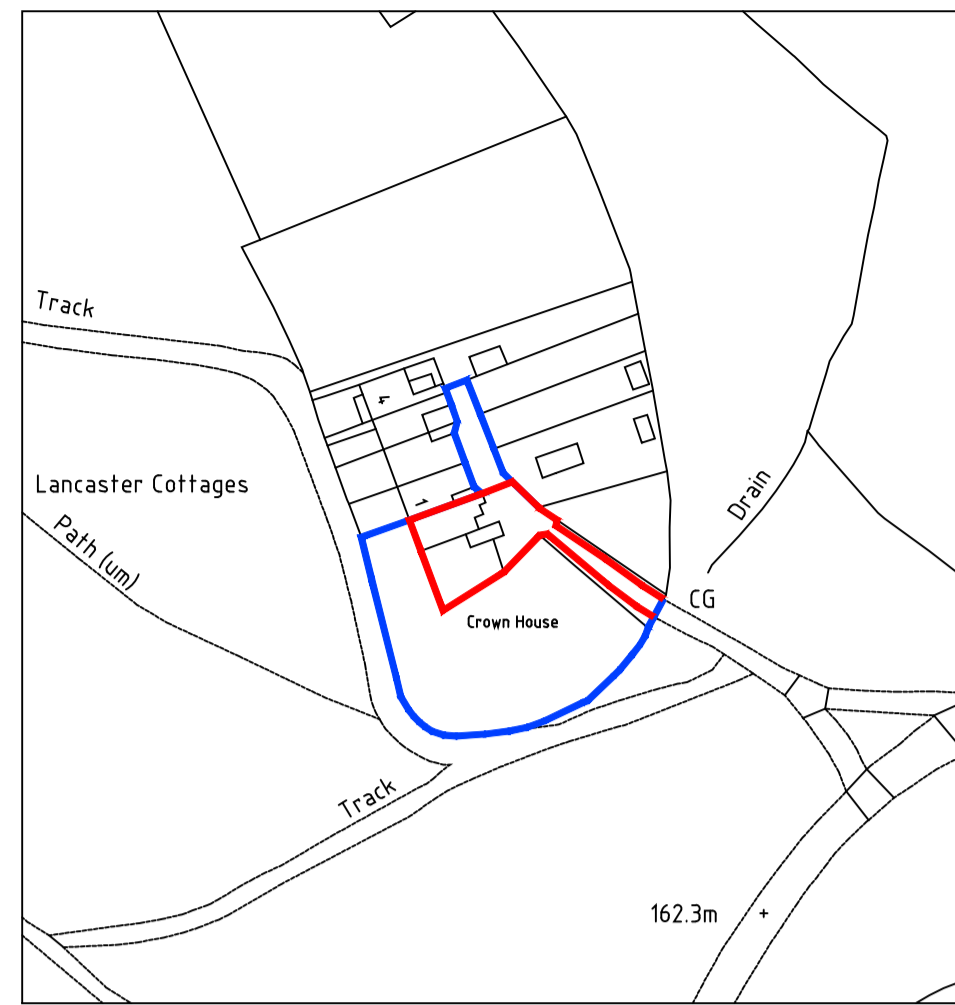 Track
4
Lancaster Cottages
Drain
1
Path (um)
CG
Crown House
Track
162.3m